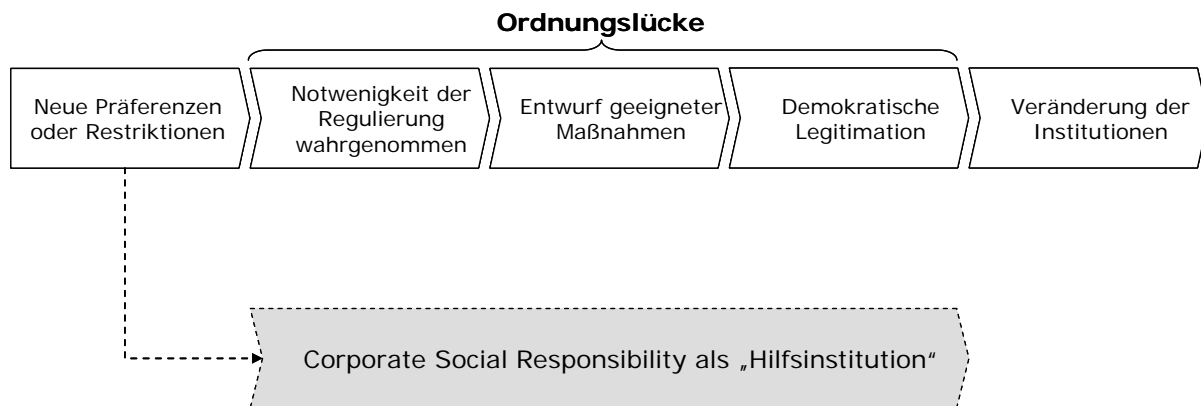 Ordnungslücke
Neue Präferenzen
oder Restriktionen
Notwenigkeit der
Regulierung
wahrgenommen
Entwurf geeigneter
Maßnahmen
Demokratische
Legitimation
Veränderung der
Institutionen
Corporate Social Responsibility als „Hilfsinstitution“